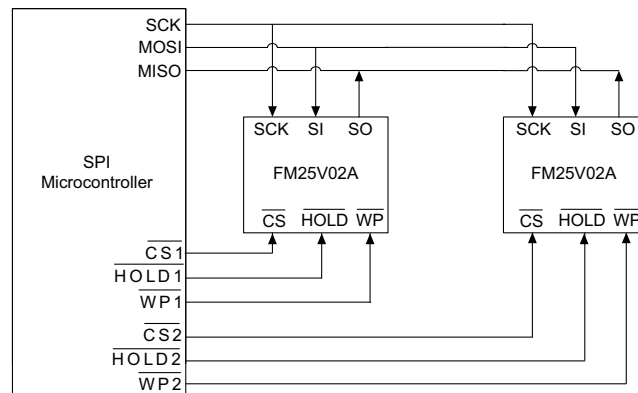 SCK
MOSI
MISO
SPI
Microcontroller
SCK SI SO
FM25V02A
CS HOLD WP
SCK SI SO
FM25V02A
CS HOLD WP
CS1
HOLD1
WP1
CS2
HOLD2
WP2